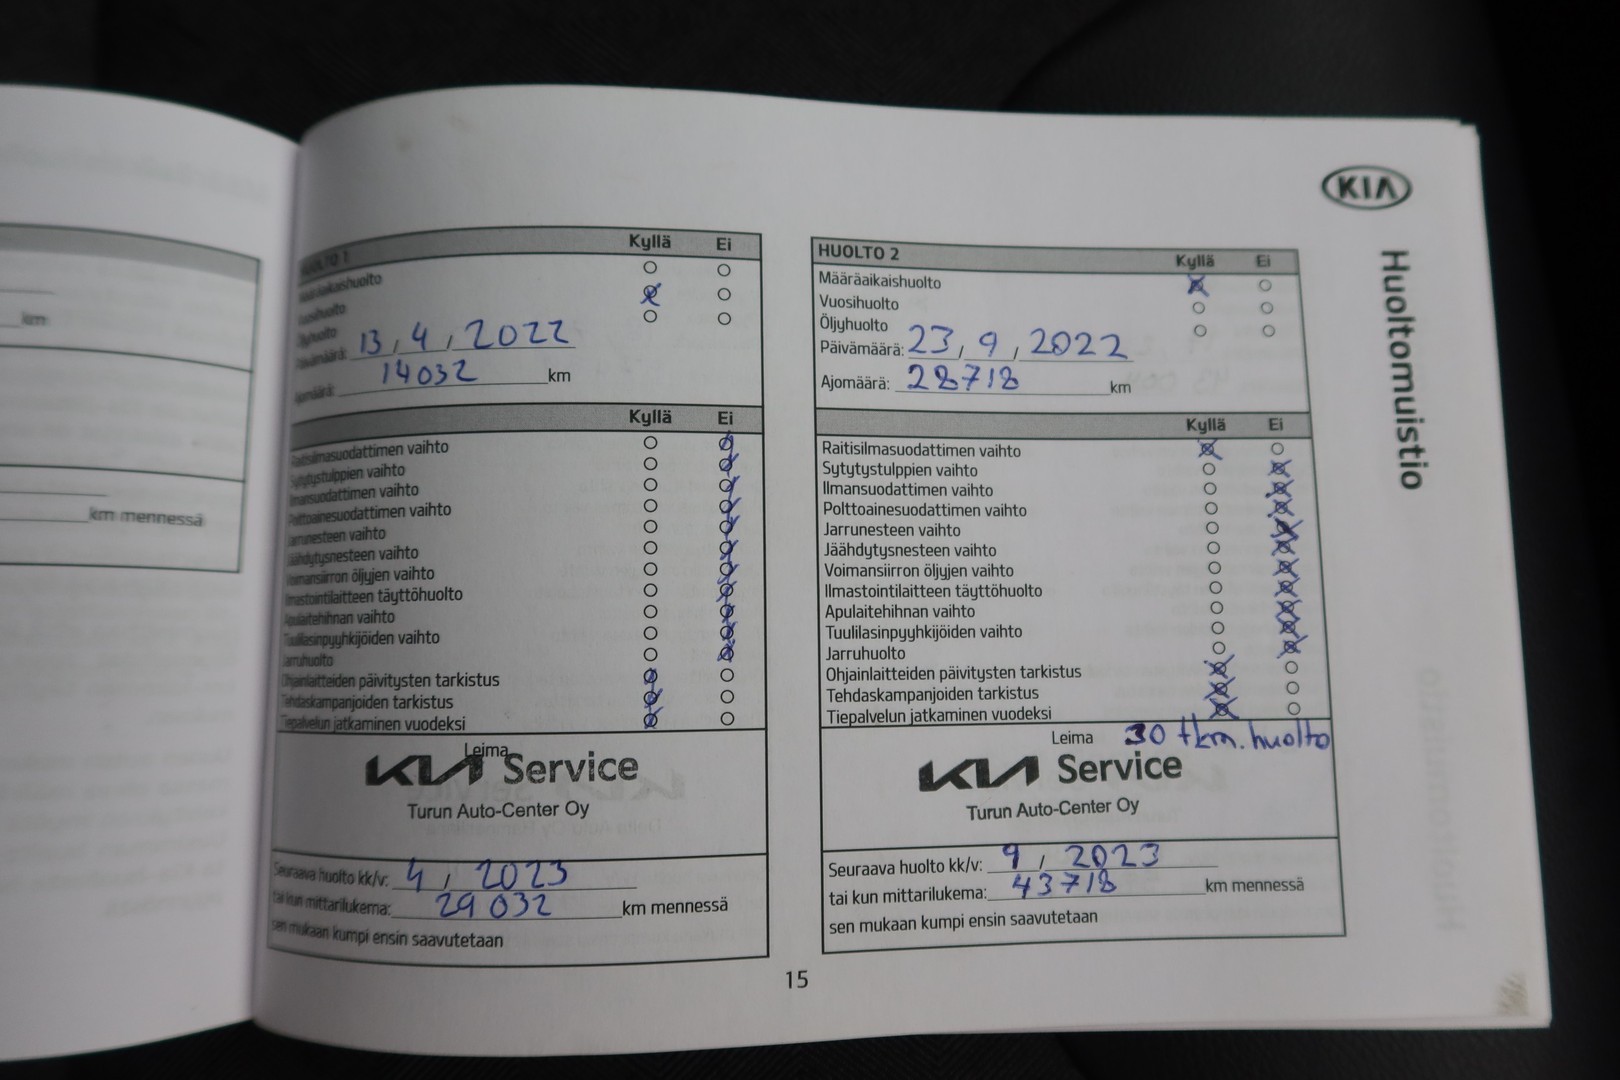 km
km mennessä
HUOLTO 1
Kyllä Ei
Määräaikaishuolto
Vuosihuolto
Öljyhuolto
Päivämäärä: 13, 4, 2022
Ajomäärä: 14032 km
Kyllä Ei
Raitisilmasuodattimen vaihto
Sytytystulppien vaihto
Ilmansuodattimen vaihto
Polttoainesuodattimen vaihto
Jarrunesteen vaihto
Jäähdytysnesteen vaihto
Voimansiirron öljyjen vaihto
Ilmastointilaitteen täyttöhuolto
Apulaitehihnan vaihto
Tuulilasinpyyhkijöiden vaihto
Jarruhuolto
Ohjainlaitteiden päivitysten tarkistus
Tehdaskampanjoiden tarkistus
Tiepalvelun jatkaminen vuodeksi
Leima
KIA Service
Turun Auto-Center Oy
Seuraava huolto kk/v: 4, 2023
tai kun mittarilukema: 29032 km mennessä
sen mukaan kumpi ensin saavutetaan
HUOLTO 2
Kyllä Ei
Määräaikaishuolto
Vuosihuolto
Öljyhuolto
Päivämäärä: 23, 9, 2022
Ajomäärä: 28718 km
Kyllä Ei
Raitisilmasuodattimen vaihto
Sytytystulppien vaihto
Ilmansuodattimen vaihto
Polttoainesuodattimen vaihto
Jarrunesteen vaihto
Jäähdytysnesteen vaihto
Voimansiirron öljyjen vaihto
Ilmastointilaitteen täyttöhuolto
Apulaitehihnan vaihto
Tuulilasinpyyhkijöiden vaihto
Jarruhuolto
Ohjainlaitteiden päivitysten tarkistus
Tehdaskampanjoiden tarkistus
Tiepalvelun jatkaminen vuodeksi
Leima 30 tkm. huolto
KIA Service
Turun Auto-Center Oy
Seuraava huolto kk/v: 9, 2023
tai kun mittarilukema: 43718 km mennessä
sen mukaan kumpi ensin saavutetaan
KIA
Huoltomuistio
15